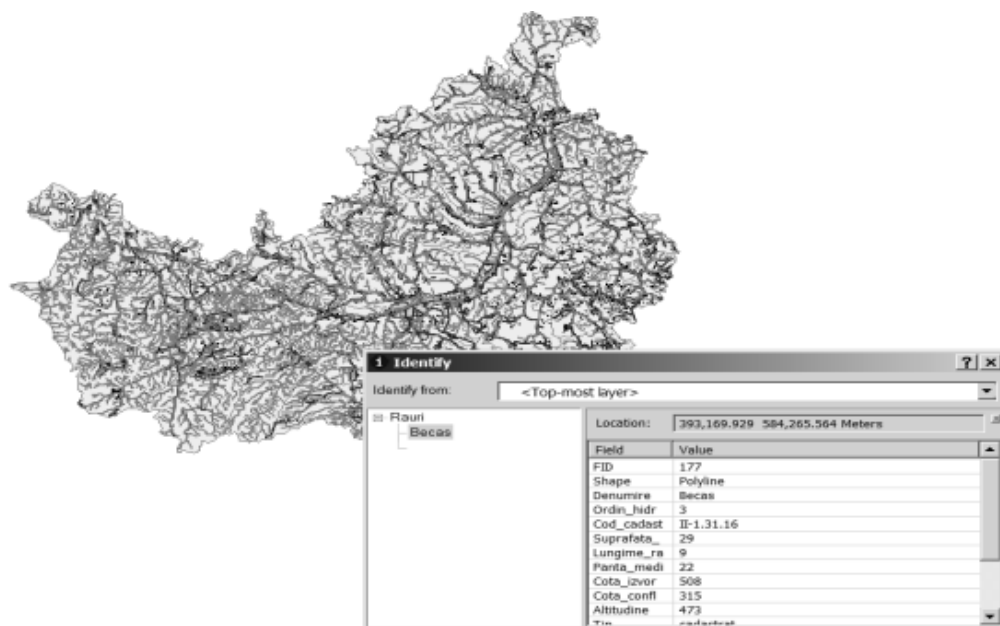 i Identify ? ×
Identify from: <Top-most layer>
Rauri
Becas
Location: 393,169.929 584,265.564 Meters
Field Value
FID 177
Shape Polyline
Denumire Becas
Ordin_hidr 3
Cod_cadast II-1.31.16
Suprafata_ 29
Lungime_ra 9
Panta_medi 22
Cota_izvor 508
Cota_confl 315
Altitudine 473
Tip cadastrat